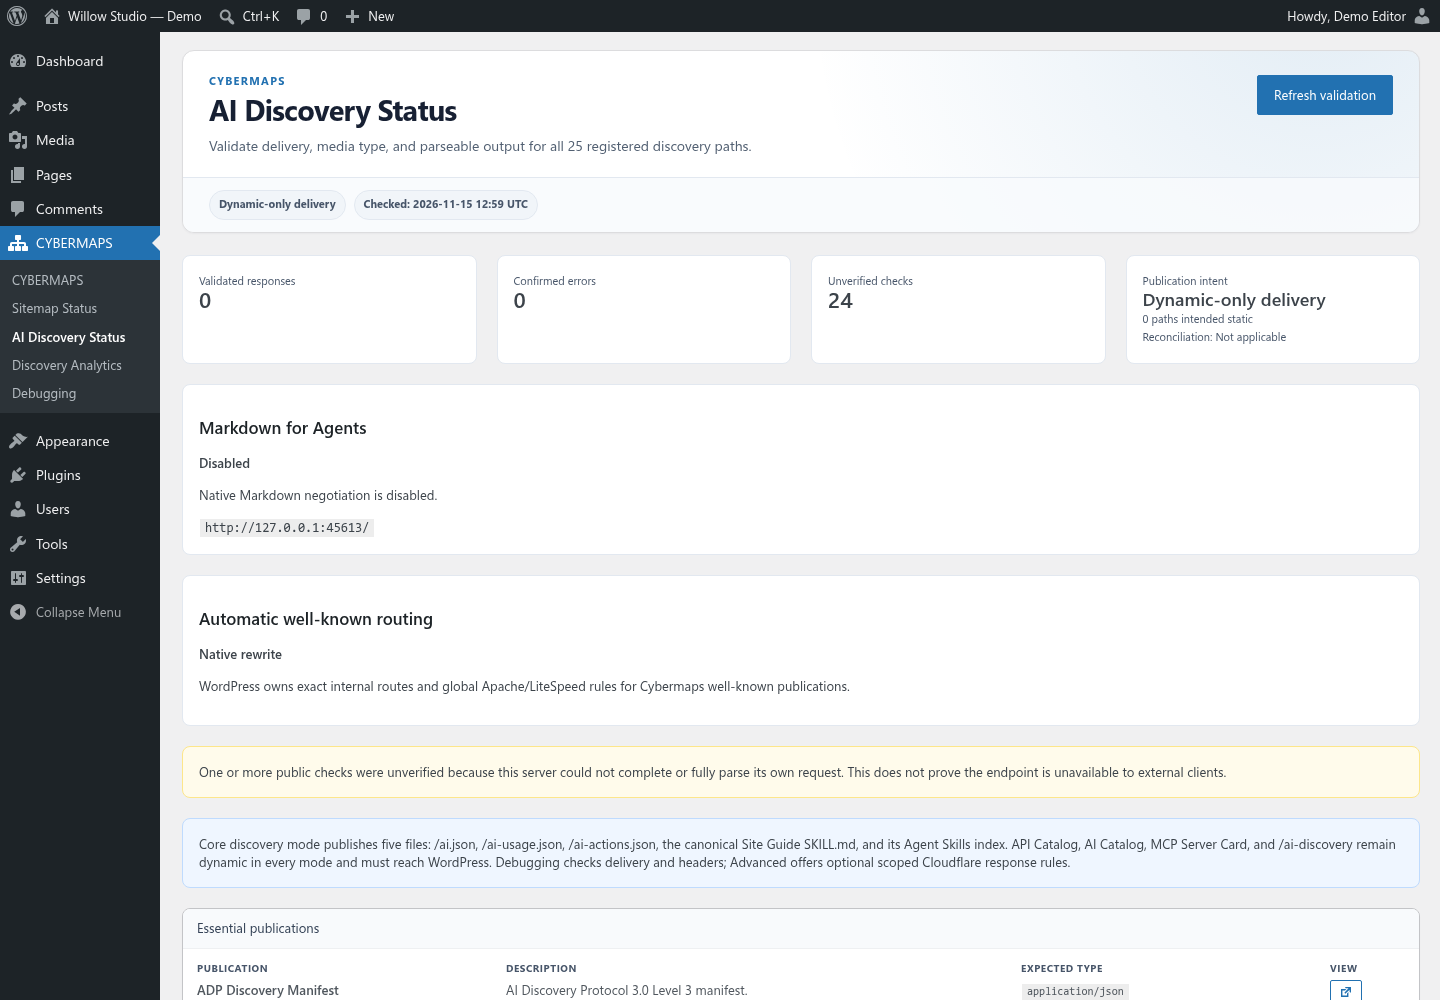 Willow Studio — Demo
Ctrl+K
0
New
Howdy, Demo Editor
Dashboard
Posts
Media
Pages
Comments
CYBERMAPS
CYBERMAPS
Sitemap Status
AI Discovery Status
Discovery Analytics
Debugging
Appearance
Plugins
Users
Tools
Settings
Collapse Menu
CYBERMAPS
AI Discovery Status
Validate delivery, media type, and parseable output for all 25 registered discovery paths.
Refresh validation
Dynamic-only delivery
Checked: 2026-11-15 12:59 UTC
Validated responses
0
Confirmed errors
0
Unverified checks
24
Publication intent
Dynamic-only delivery
0 paths intended static
Reconciliation: Not applicable
Markdown for Agents
Disabled
Native Markdown negotiation is disabled.
http://127.0.0.1:45613/
Automatic well-known routing
Native rewrite
WordPress owns exact internal routes and global Apache/LiteSpeed rules for Cybermaps well-known publications.
One or more public checks were unverified because this server could not complete or fully parse its own request. This does not prove the endpoint is unavailable to external clients.
Core discovery mode publishes five files: /ai.json, /ai-usage.json, /ai-actions.json, the canonical Site Guide SKILL.md, and its Agent Skills index. API Catalog, AI Catalog, MCP Server Card, and /ai-discovery remain
dynamic in every mode and must reach WordPress. Debugging checks delivery and headers; Advanced offers optional scoped Cloudflare response rules.
Essential publications
PUBLICATION
DESCRIPTION
EXPECTED TYPE
VIEW
ADP Discovery Manifest
AI Discovery Protocol 3.0 Level 3 manifest.
application/json